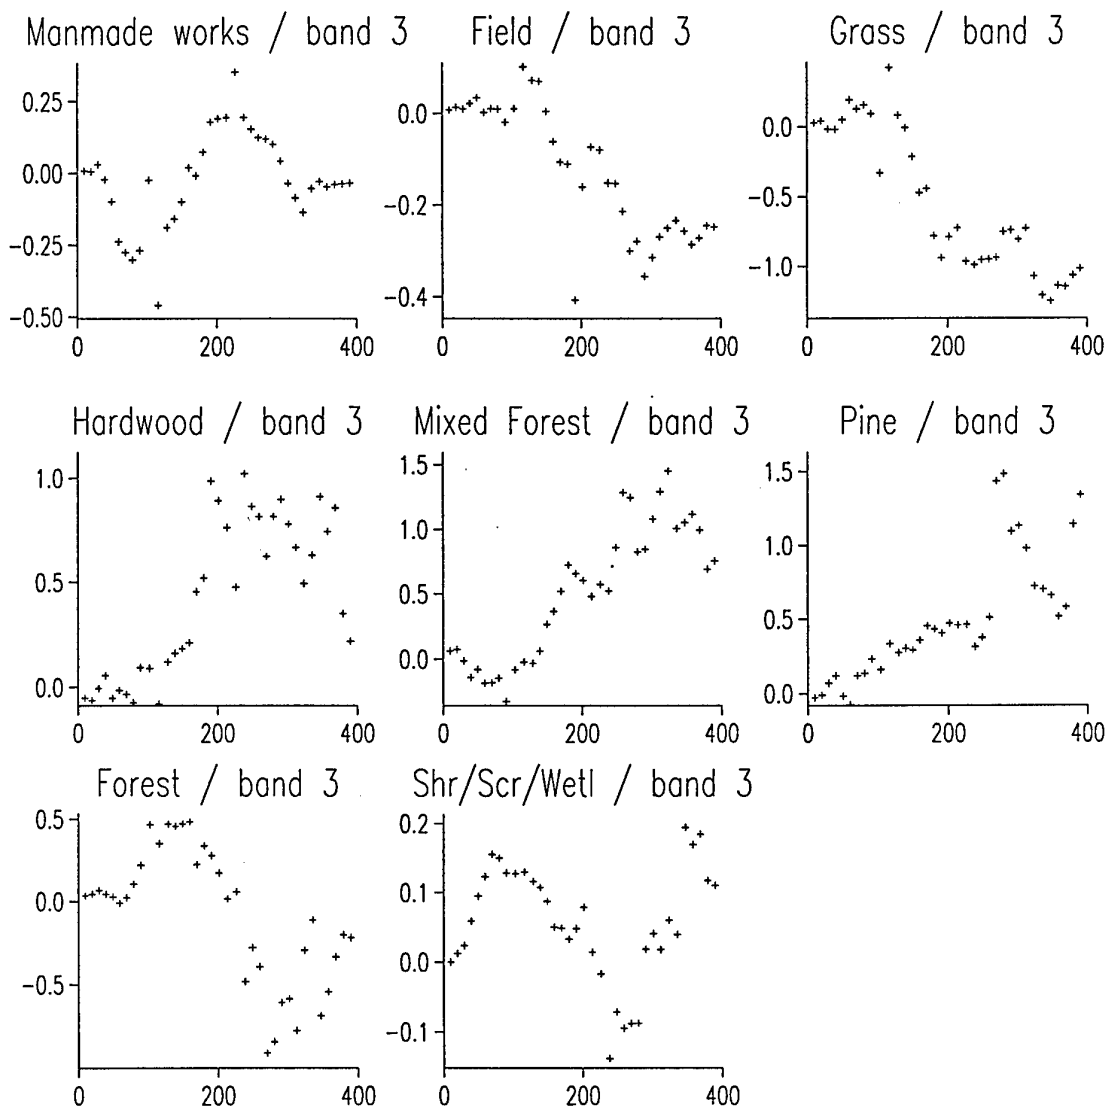 Manmade works / band 3 Field / band 3 Grass / band 3
0.25 0.0 0.0
0.00 −0.2 −0.5
−0.25 −0.4 −1.0
−0.50
0 200 400 0 200 400 0 200 400
Hardwood / band 3 Mixed Forest / band 3 Pine / band 3
1.0 1.5 1.5
0.5 1.0 1.0
0.0 0.5 0.5
0.0 0.0
0 200 400 0 200 400 0 200 400
Forest / band 3 Shr/Scr/Wetl / band 3
0.5 0.2
0.0 0.1
−0.5 0.0
−0.1
0 200 400 0 200 400